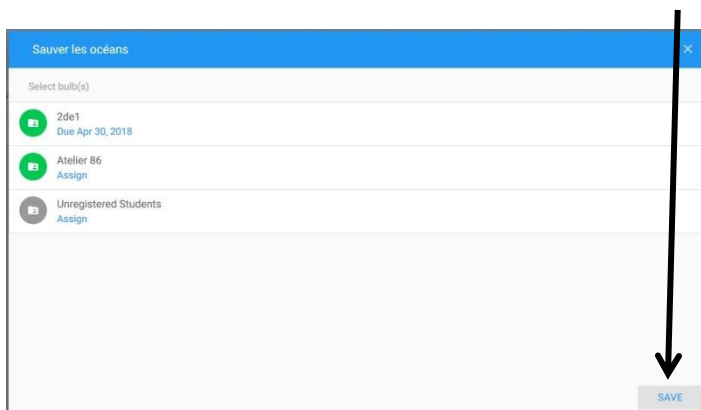 Sauver les océans
Select bulb(s)
2de1
Due Apr 30, 2018
Atelier 86
Assign
Unregistered Students
Assign
SAVE